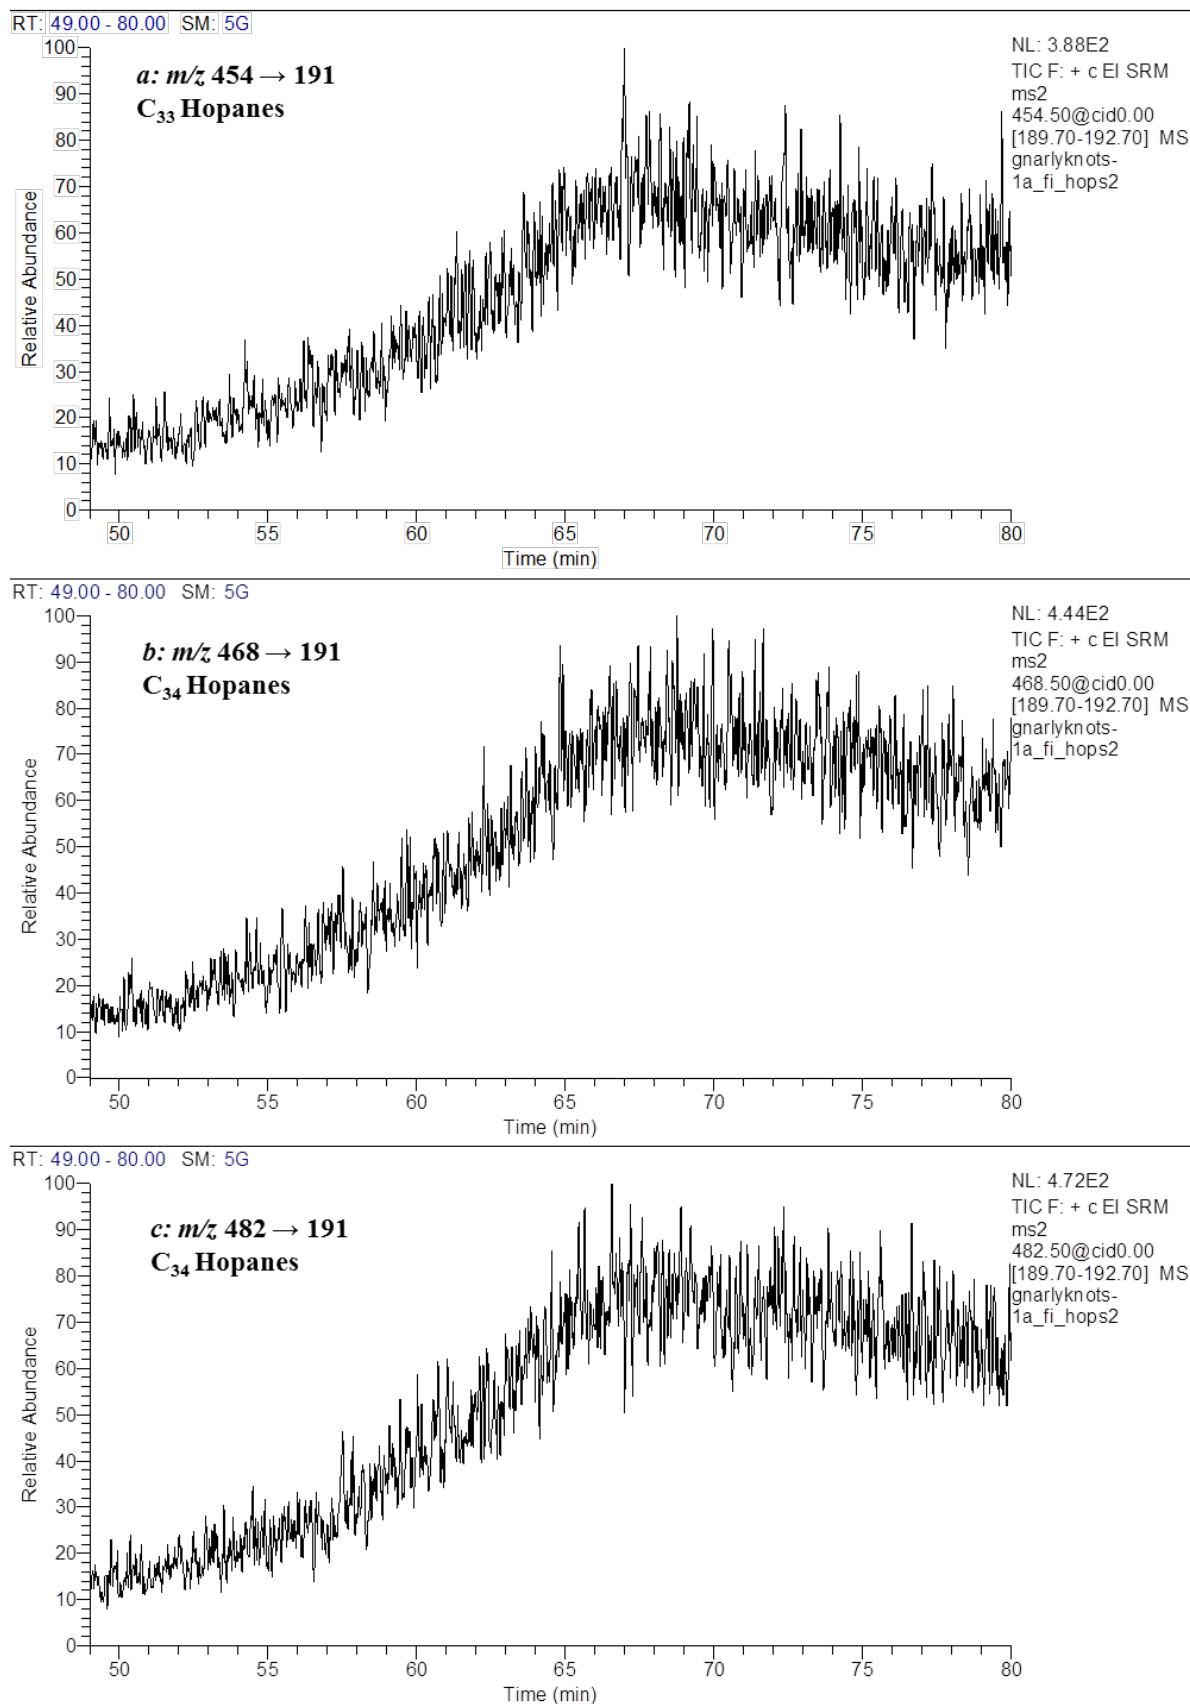 RT: 49.00 - 80.00 SM: 5G
a: m/z 454 → 191
C₃₃ Hopanes
NL: 3.88E2
TIC F: + c EI SRM
ms2
454.50@cid0.00
[189.70-192.70] MS
gnarlyknots-
1a_fi_hops2
100
90
80
70
60
50
40
30
20
10
0
Relative Abundance
50 55 60 65 70 75 80
Time (min)
RT: 49.00 - 80.00 SM: 5G
b: m/z 468 → 191
C₃₄ Hopanes
NL: 4.44E2
TIC F: + c EI SRM
ms2
468.50@cid0.00
[189.70-192.70] MS
gnarlyknots-
1a_fi_hops2
100
90
80
70
60
50
40
30
20
10
0
Relative Abundance
50 55 60 65 70 75 80
Time (min)
RT: 49.00 - 80.00 SM: 5G
c: m/z 482 → 191
C₃₄ Hopanes
NL: 4.72E2
TIC F: + c EI SRM
ms2
482.50@cid0.00
[189.70-192.70] MS
gnarlyknots-
1a_fi_hops2
100
90
80
70
60
50
40
30
20
10
0
Relative Abundance
50 55 60 65 70 75 80
Time (min)